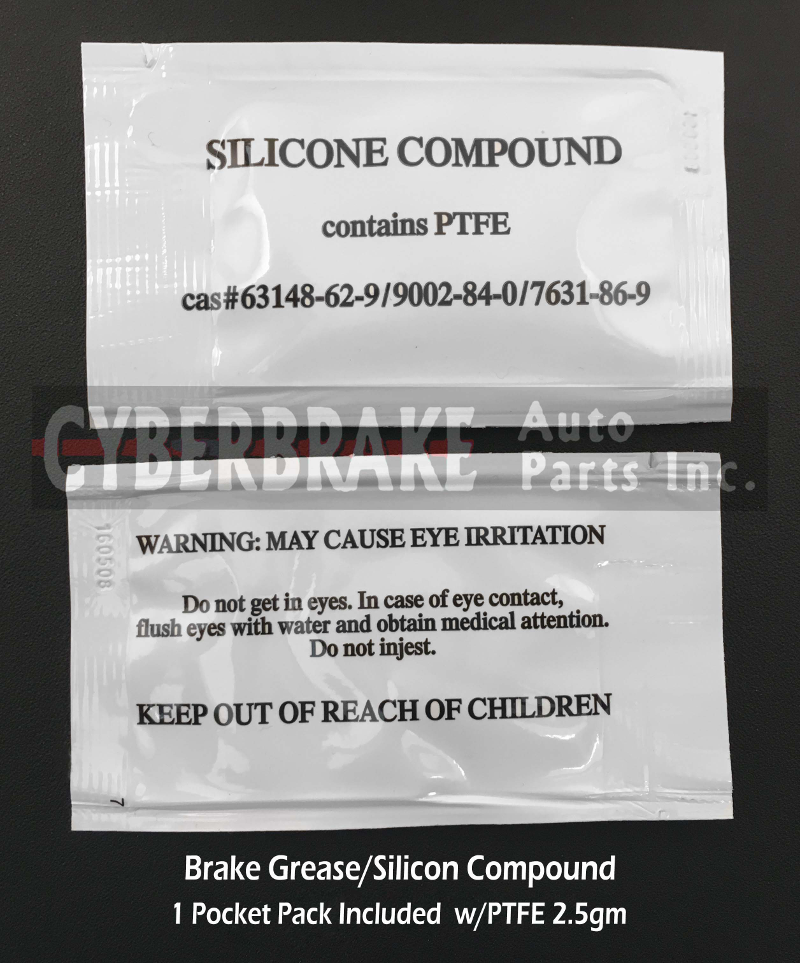 SILICONE COMPOUND
contains PTFE
cas#63148-62-9/9002-84-0/7631-86-9
CYBERBRAKE Auto
Parts Inc.
160508
WARNING: MAY CAUSE EYE IRRITATION
Do not get in eyes. In case of eye contact,
flush eyes with water and obtain medical attention.
Do not injest.
KEEP OUT OF REACH OF CHILDREN
7
Brake Grease/Silicon Compound
1 Pocket Pack Included w/PTFE 2.5gm